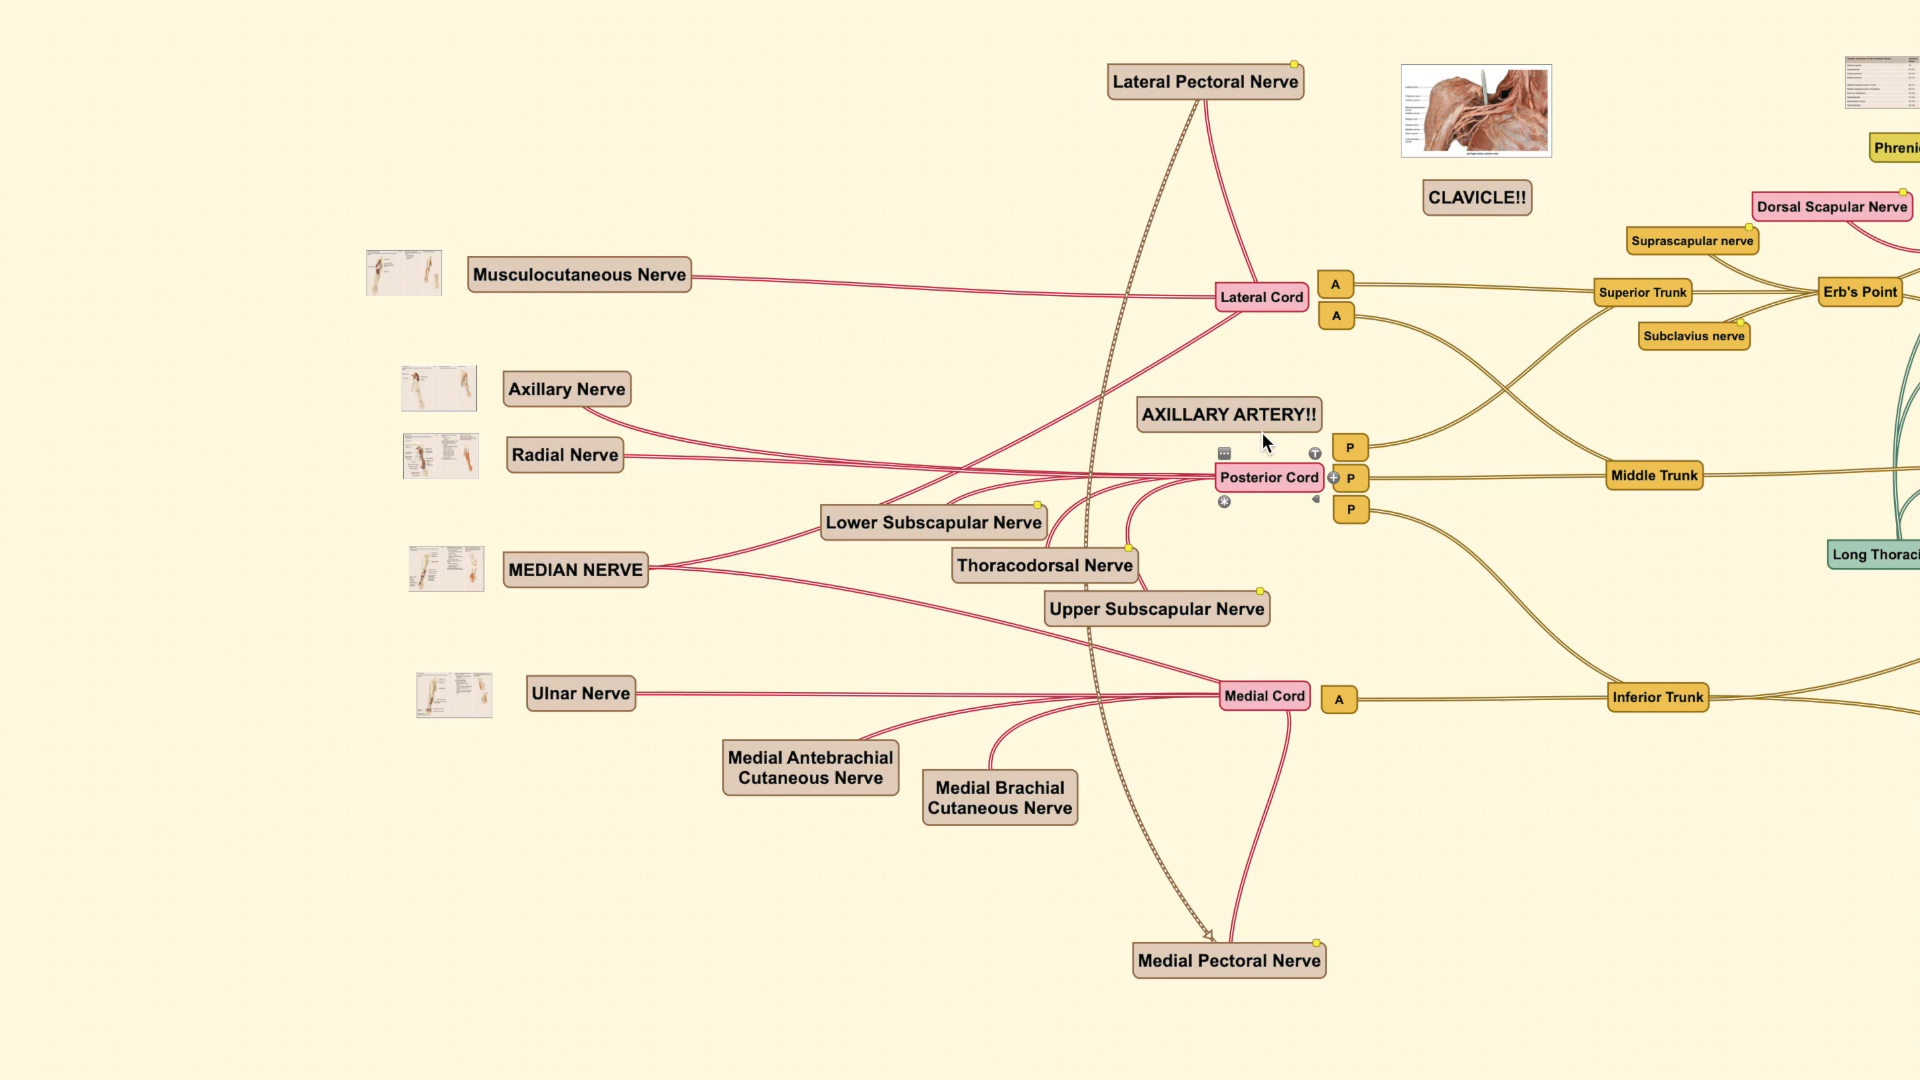 Lateral Pectoral Nerve
CLAVICLE!!
Phreni
Dorsal Scapular Nerve
Suprascapular nerve
Musculocutaneous Nerve
Lateral Cord
A
A
Superior Trunk
Erb's Point
Subclavius nerve
Axillary Nerve
AXILLARY ARTERY!!
Radial Nerve
Posterior Cord
P
P
P
Middle Trunk
Lower Subscapular Nerve
Thoracodorsal Nerve
Long Thoraci
MEDIAN NERVE
Upper Subscapular Nerve
Ulnar Nerve
Medial Cord
A
Inferior Trunk
Medial Antebrachial
Cutaneous Nerve
Medial Brachial
Cutaneous Nerve
Medial Pectoral Nerve